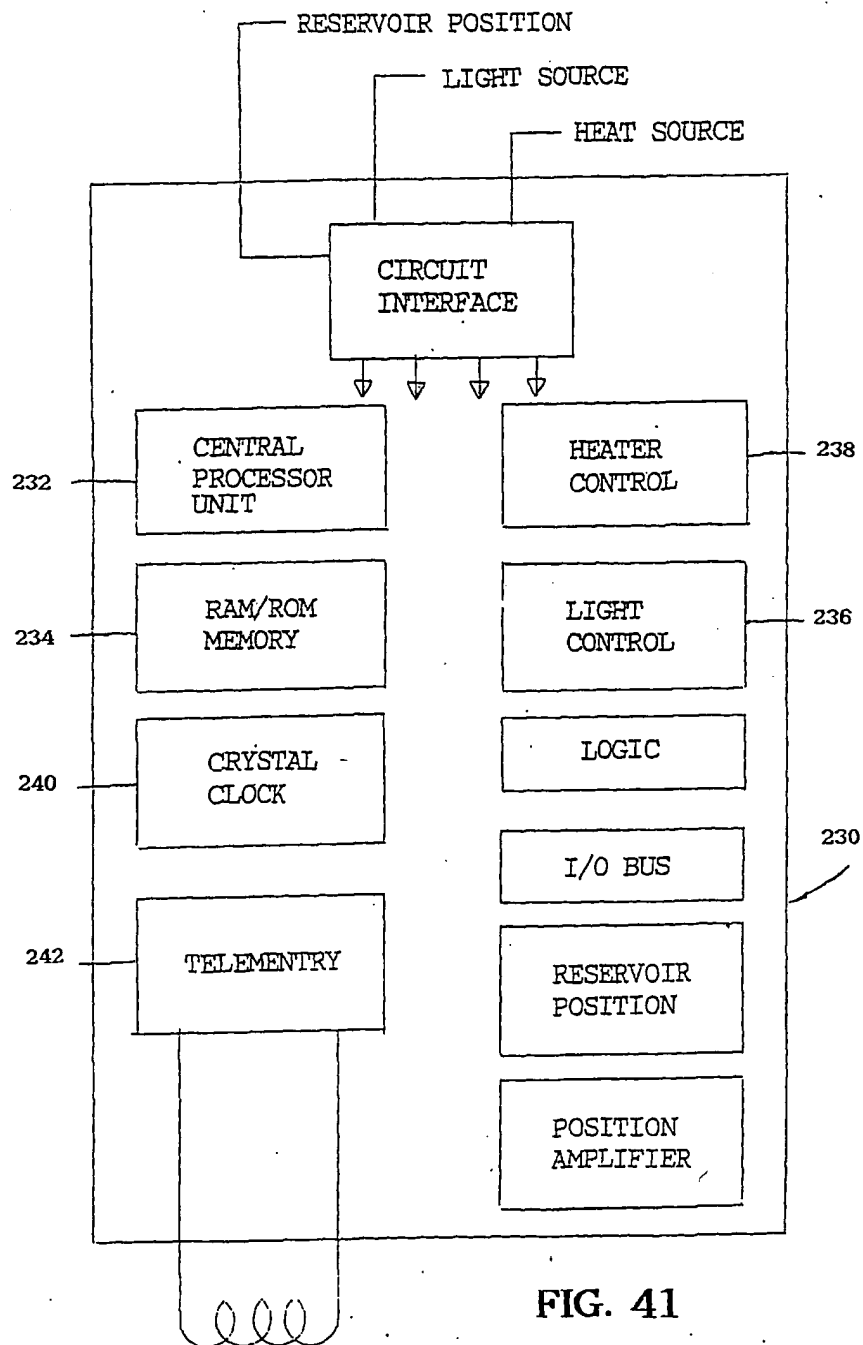 RESERVOIR POSITION
LIGHT SOURCE
HEAT SOURCE
CIRCUIT
INTERFACE
CENTRAL
PROCESSOR
UNIT
232
HEATER
CONTROL
238
RAM/ROM
MEMORY
234
LIGHT
CONTROL
236
CRYSTAL
CLOCK
240
LOGIC
I/O BUS
230
TELEMENTRY
242
RESERVOIR
POSITION
POSITION
AMPLIFIER
FIG. 41